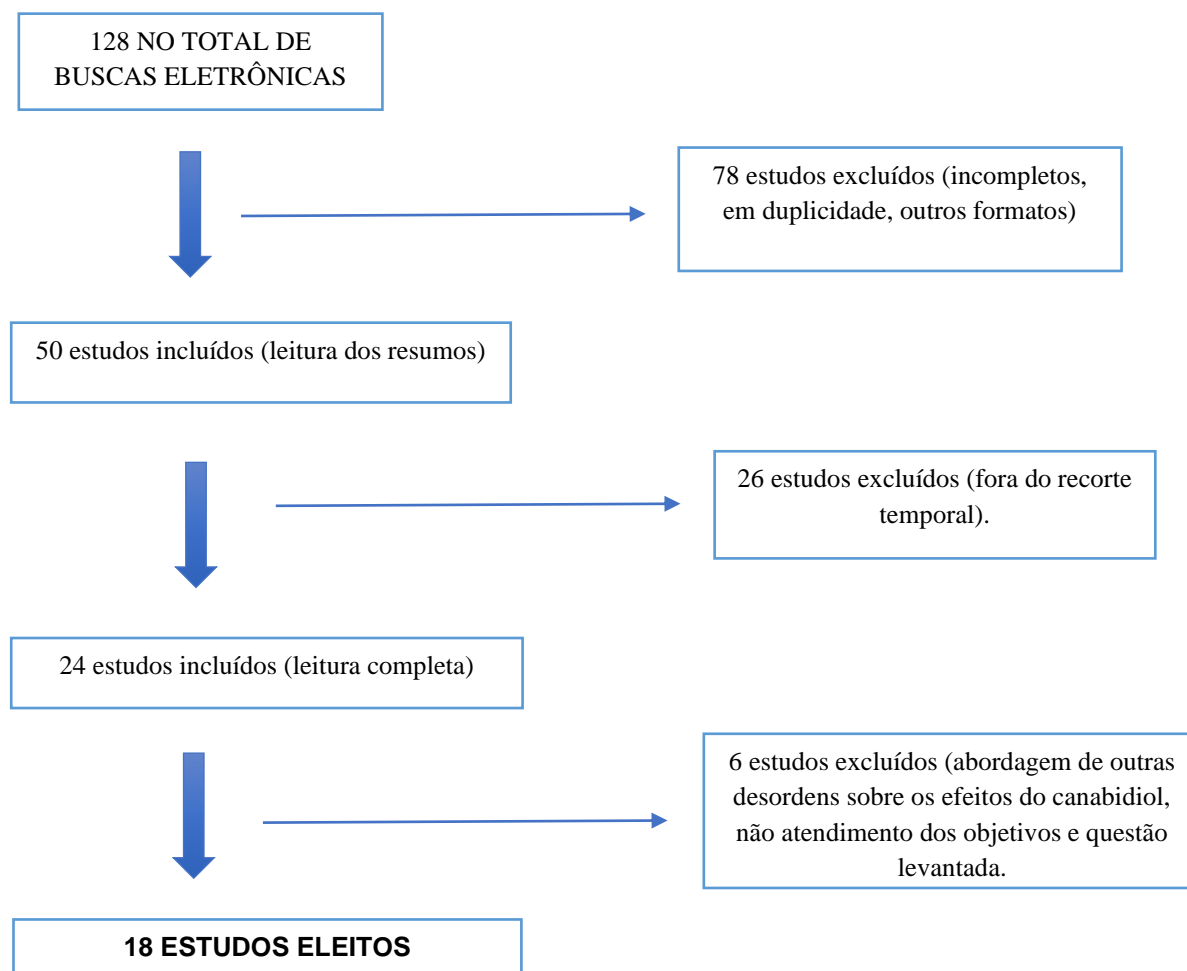 128 NO TOTAL DE
BUSCAS ELETRÔNICAS
78 estudos excluídos (incompletos,
em duplicidade, outros formatos)
50 estudos incluídos (leitura dos resumos)
26 estudos excluídos (fora do recorte
temporal).
24 estudos incluídos (leitura completa)
6 estudos excluídos (abordagem de outras
desordens sobre os efeitos do canabidiol,
não atendimento dos objetivos e questão
levantada.
18 ESTUDOS ELEITOS